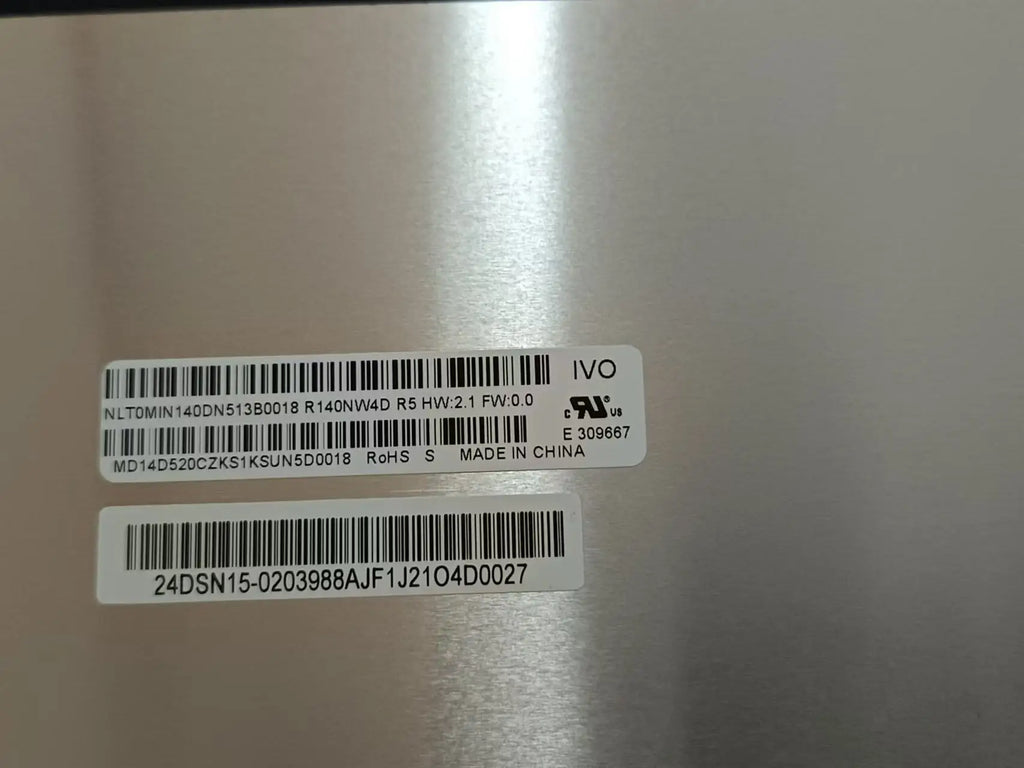 IVO
NLT0MIN140DN513B0018 R140NW4D R5 HW:2.1 FW:0.0
c RU® US
E 309667
MD14D520CZKS1KSUN5D0018 RoHS S MADE IN CHINA
24DSN15-0203988AJF1J21O4D0027